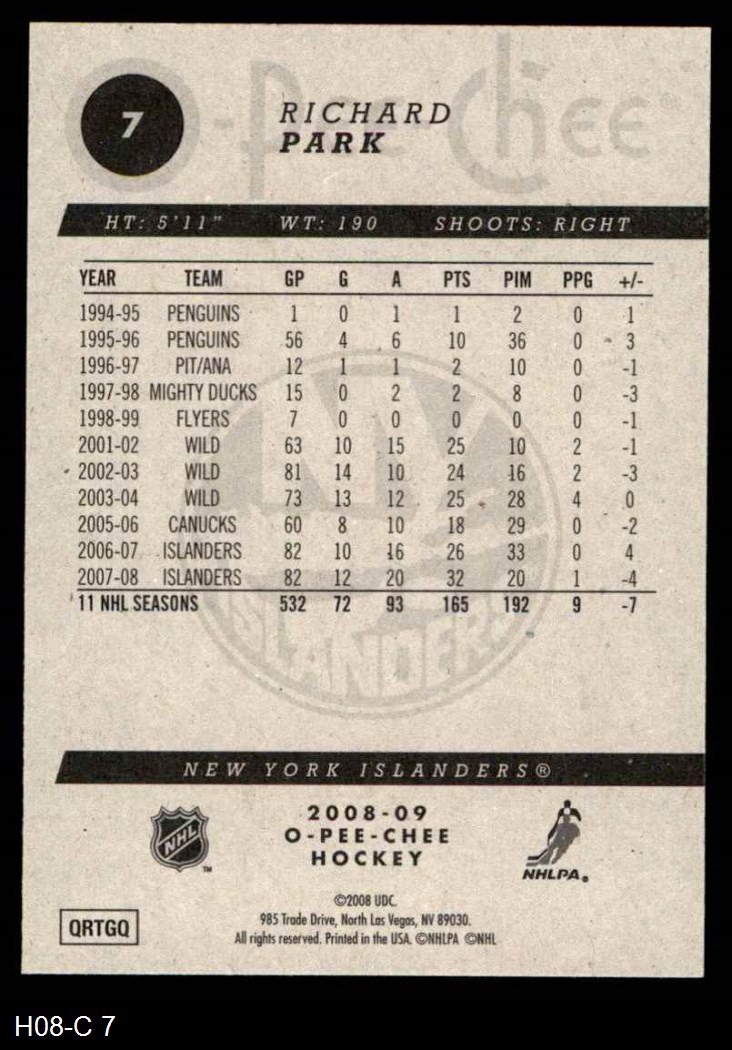 O-Pee-Chee®
7
RICHARD
PARK
HT: 5'11" WT: 190 SHOOTS: RIGHT
YEAR TEAM GP G A PTS PIM PPG +/-
1994-95 PENGUINS 1 0 1 1 2 0 1
1995-96 PENGUINS 56 4 6 10 36 0 3
1996-97 PIT/ANA 12 1 1 2 10 0 -1
1997-98 MIGHTY DUCKS 15 0 2 2 8 0 -3
1998-99 FLYERS 7 0 0 0 0 0 -1
2001-02 WILD 63 10 15 25 10 2 -1
2002-03 WILD 81 14 10 24 16 2 -3
2003-04 WILD 73 13 12 25 28 4 0
2005-06 CANUCKS 60 8 10 18 29 0 -2
2006-07 ISLANDERS 82 10 16 26 33 0 4
2007-08 ISLANDERS 82 12 20 32 20 1 -4
11 NHL SEASONS 532 72 93 165 192 9 -7
NY
ISLANDERS
NEW YORK ISLANDERS®
NHL
TM
2008-09
O-PEE-CHEE
HOCKEY
NHLPA®
©2008 UDC.
985 Trade Drive, North Las Vegas, NV 89030.
All rights reserved. Printed in the USA. ©NHLPA ©NHL
QRTGQ
H08-C 7